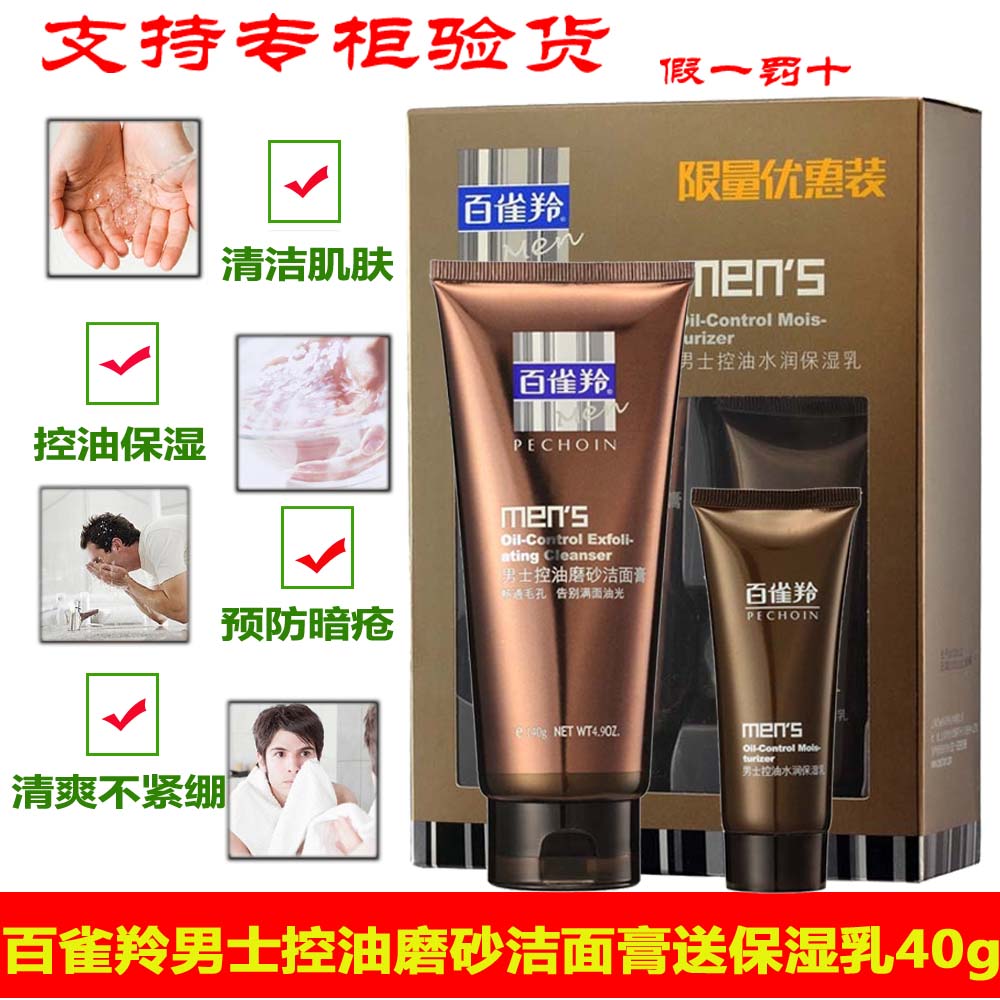 支持专柜验货
假一罚十
清洁肌肤
控油保湿
预防暗疮
清爽不紧绷
百雀羚
Men
限量优惠装
men's
Oil-Control Mois-
urizer
男士控油水润保湿乳
百雀羚
Men
PECHOIN
men's
Oil-Control Exfoli-
ating Cleanser
男士控油磨砂洁面膏
畅通毛孔 告别满面油光
140g NET WT4.9OZ.
百雀羚
PECHOIN
men's
Oil-Control Mois-
turizer
男士控油水润保湿乳
百雀羚男士控油磨砂洁面膏送保湿乳40g